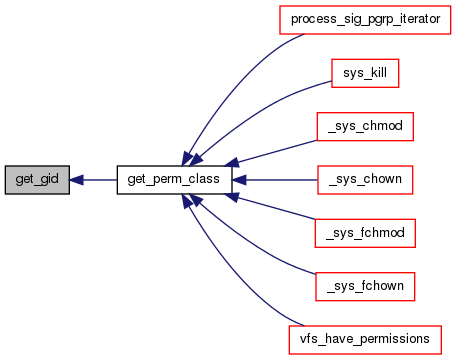 process_sig_pgrp_iterator
sys_kill
_sys_chmod
get_gid
get_perm_class
_sys_chown
_sys_fchmod
_sys_fchown
vfs_have_permissions